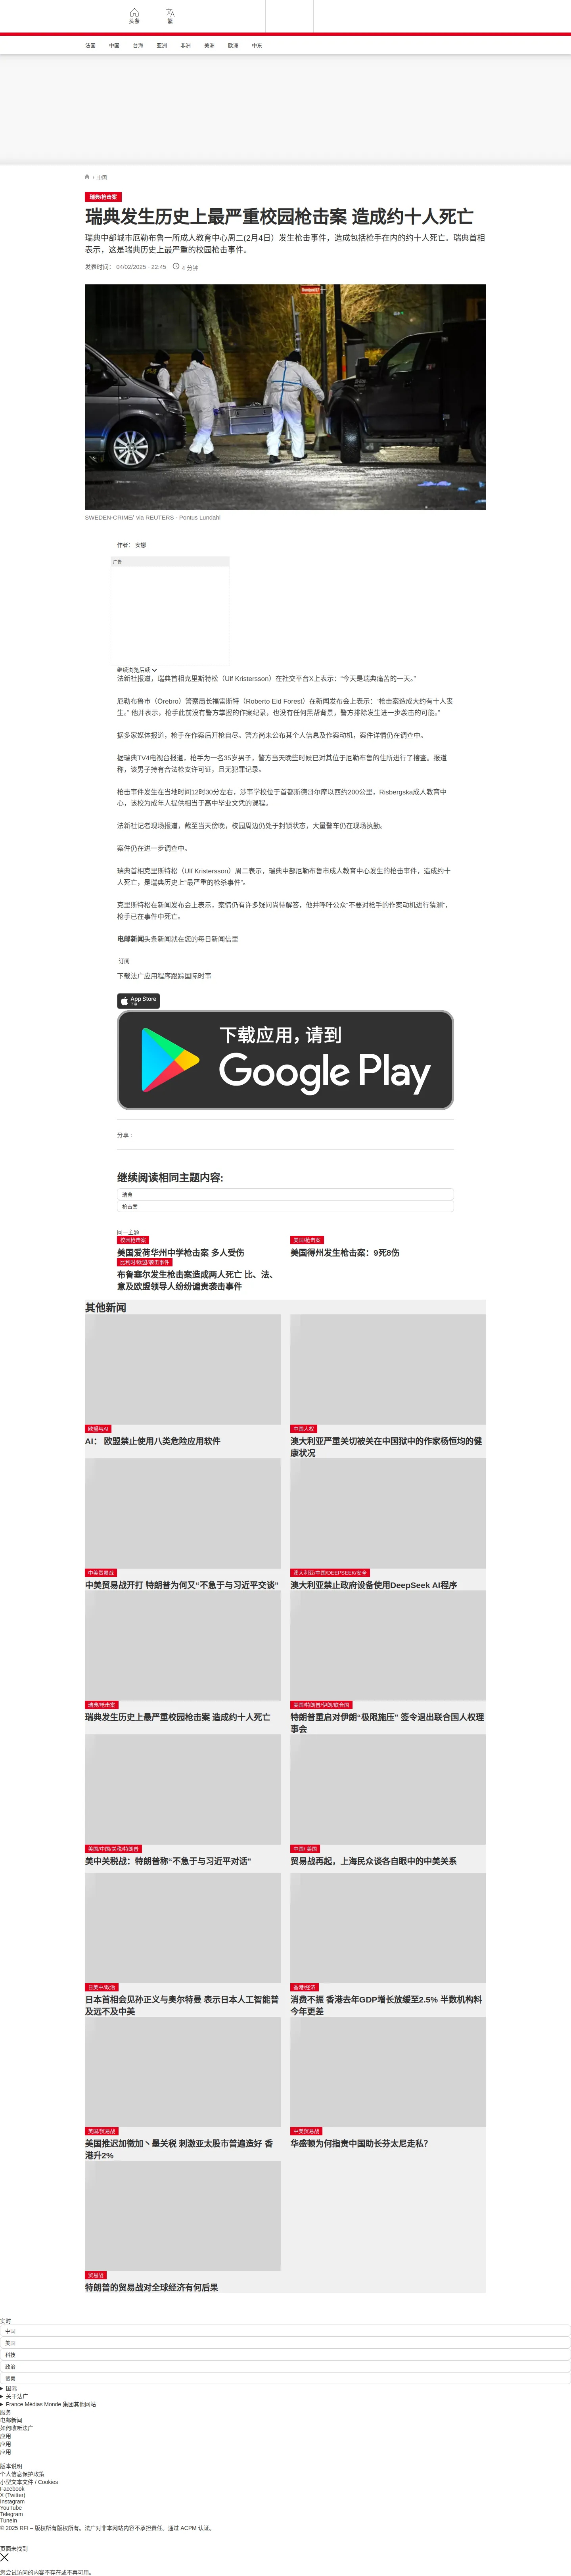 头条
繁
法国
中国
台海
亚洲
非洲
美洲
欧洲
中东
/ 中国
瑞典/枪击案
瑞典发生历史上最严重校园枪击案 造成约十人死亡
瑞典中部城市厄勒布鲁一所成人教育中心周二(2月4日）发生枪击事件，造成包括枪手在内的约十人死亡。瑞典首相
表示，这是瑞典历史上最严重的校园枪击事件。
发表时间： 04/02/2025 - 22:45
4 分钟
SWEDEN-CRIME/ via REUTERS - Pontus Lundahl
作者： 安娜
广告
继续浏览后续
法新社报道，瑞典首相克里斯特松（Ulf Kristersson）在社交平台X上表示：“今天是瑞典痛苦的一天。”
厄勒布鲁市（Örebro）警察局长福雷斯特（Roberto Eid Forest）在新闻发布会上表示：“枪击案造成大约有十人丧
生。” 他并表示，枪手此前没有警方掌握的作案纪录，也没有任何黑帮背景，警方排除发生进一步袭击的可能。”
据多家媒体报道，枪手在作案后开枪自尽。警方尚未公布其个人信息及作案动机，案件详情仍在调查中。
据瑞典TV4电视台报道，枪手为一名35岁男子，警方当天晚些时候已对其位于厄勒布鲁的住所进行了搜查。报道
称，该男子持有合法枪支许可证，且无犯罪记录。
枪击事件发生在当地时间12时30分左右，涉事学校位于首都斯德哥尔摩以西约200公里，Risbergska成人教育中
心，该校为成年人提供相当于高中毕业文凭的课程。
法新社记者现场报道，截至当天傍晚，校园周边仍处于封锁状态，大量警车仍在现场执勤。
案件仍在进一步调查中。
瑞典首相克里斯特松（Ulf Kristersson）周二表示，瑞典中部厄勒布鲁市成人教育中心发生的枪击事件，造成约十
人死亡，是瑞典历史上“最严重的枪杀事件”。
克里斯特松在新闻发布会上表示，案情仍有许多疑问尚待解答，他并呼吁公众“不要对枪手的作案动机进行猜测”，
枪手已在事件中死亡。
电邮新闻头条新闻就在您的每日新闻信里
订阅
下载法广应用程序跟踪国际时事
App Store
下载
下载应用，请到
Google Play
分享 :
继续阅读相同主题内容:
瑞典
枪击案
同一主题
校园枪击案
美国爱荷华州中学枪击案 多人受伤
美国/枪击案
美国得州发生枪击案：9死8伤
比利时/欧盟/袭击事件
布鲁塞尔发生枪击案造成两人死亡 比、法、
意及欧盟领导人纷纷谴责袭击事件
其他新闻
欧盟与AI
AI： 欧盟禁止使用八类危险应用软件
中国人权
澳大利亚严重关切被关在中国狱中的作家杨恒均的健
康状况
中美贸易战
中美贸易战开打 特朗普为何又“不急于与习近平交谈”
澳大利亚/中国/DEEPSEEK/安全
澳大利亚禁止政府设备使用DeepSeek AI程序
瑞典/枪击案
瑞典发生历史上最严重校园枪击案 造成约十人死亡
美国/特朗普/伊朗/联合国
特朗普重启对伊朗“极限施压” 签令退出联合国人权理
事会
美国/中国/关税/特朗普
美中关税战：特朗普称“不急于与习近平对话”
中国/ 美国
贸易战再起，上海民众谈各自眼中的中美关系
日美中/政治
日本首相会见孙正义与奥尔特曼 表示日本人工智能普
及远不及中美
香港/经济
消费不振 香港去年GDP增长放缓至2.5% 半数机构料
今年更差
美国/贸易战
美国推迟加徵加丶墨关税 刺激亚太股市普遍造好 香
港升2%
中美贸易战
华盛顿为何指责中国助长芬太尼走私？
贸易战
特朗普的贸易战对全球经济有何后果
实时
中国
美国
科技
政治
贸易
国际
关于法广
France Médias Monde 集团其他网站
服务
电邮新闻
如何收听法广
应用
应用
应用
版本说明
个人信息保护政策
小型文本文件 / Cookies
Facebook
X (Twitter)
Instagram
YouTube
Telegram
TuneIn
© 2025 RFI – 版权所有版权所有。法广对非本网站内容不承担责任。通过 ACPM 认证。
页面未找到
您尝试访问的内容不存在或不再可用。